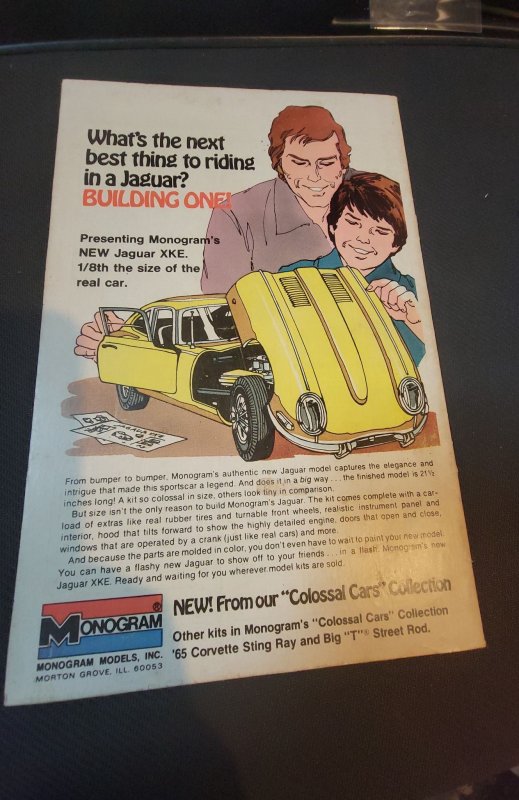 What's the next
best thing to riding
in a Jaguar?
BUILDING ONE!
Presenting Monogram's
NEW Jaguar XKE.
1/8th the size of the
real car.
From bumper to bumper, Monogram's authentic new Jaguar model captures the elegance and
intrigue that made this sportscar a legend. And does it in a big way . . . the finished model is 21½
inches long! A kit so colossal in size, others look tiny in comparison.
But size isn't the only reason to build Monogram's Jaguar. The kit comes complete with a car-
load of extras like real rubber tires and turnable front wheels, realistic instrument panel and
interior, hood that tilts forward to show the highly detailed engine, doors that open and close,
windows that are operated by a crank (just like real cars) and more.
And because the parts are molded in color, you don't even have to wait to paint your new model.
You can have a flashy new Jaguar to show off to your friends . . . in a flash. Monogram's new
Jaguar XKE. Ready and waiting for you wherever model kits are sold.
MONOGRAM®
MONOGRAM MODELS, INC.
MORTON GROVE, ILL. 60053
NEW! From our "Colossal Cars" Collection
Other kits in Monogram's "Colossal Cars" Collection
'65 Corvette Sting Ray and Big "T"® Street Rod.